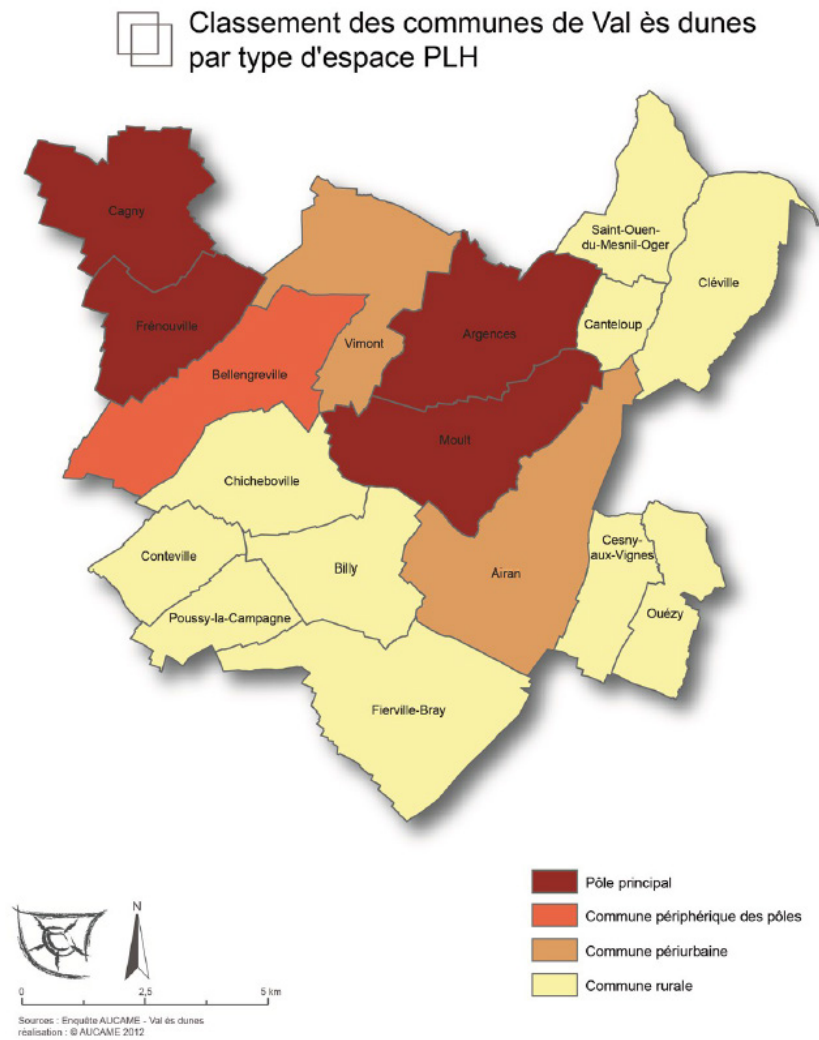 Classement des communes de Val ès dunes
par type d'espace PLH
Cagny
Saint-Ouen-
du-Mesnil-Oger
Cléville
Frénouville
Canteloup
Argences
Vimont
Bellengreville
Moult
Chicheboville
Cesny-
aux-Vignes
Conteville
Billy
Airan
Ouézy
Poussy-la-Campagne
Fierville-Bray
Pôle principal
Commune périphérique des pôles
Commune périurbaine
Commune rurale
N
0 2,5 5 km
Sources : Enquête AUCAME - Val ès dunes
réalisation : © AUCAME 2012